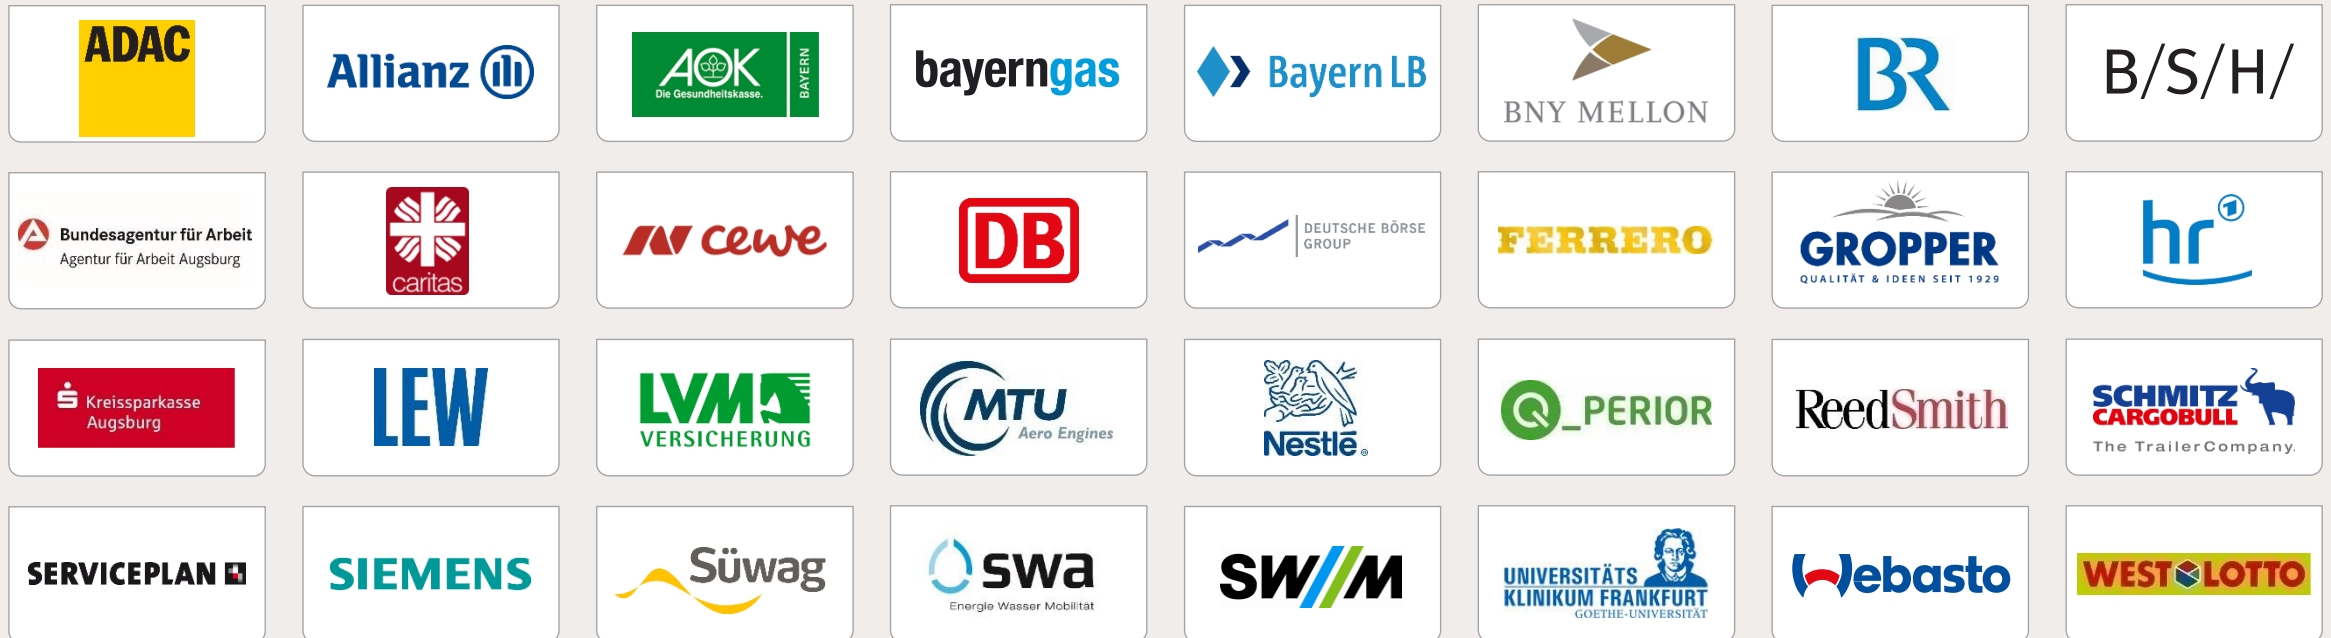 ADAC
Allianz
AOK
Die Gesundheitskasse.
BAYERN
bayerngas
Bayern LB
BNY MELLON
BR
B/S/H/
Bundesagentur für Arbeit
Agentur für Arbeit Augsburg
caritas
cewe
DB
DEUTSCHE BÖRSE
GROUP
FERRERO
GROPPER
QUALITÄT & IDEEN SEIT 1929
hr 1
Kreissparkasse
Augsburg
LEW
LVM
VERSICHERUNG
MTU
Aero Engines
Nestlé®
Q_PERIOR
ReedSmith
SCHMITZ
CARGOBULL
The TrailerCompany.
SERVICEPLAN
SIEMENS
Süwag
swa
Energie Wasser Mobilität
SW//M
UNIVERSITÄTS
KLINIKUM FRANKFURT
GOETHE-UNIVERSITÄT
Webasto
WEST LOTTO